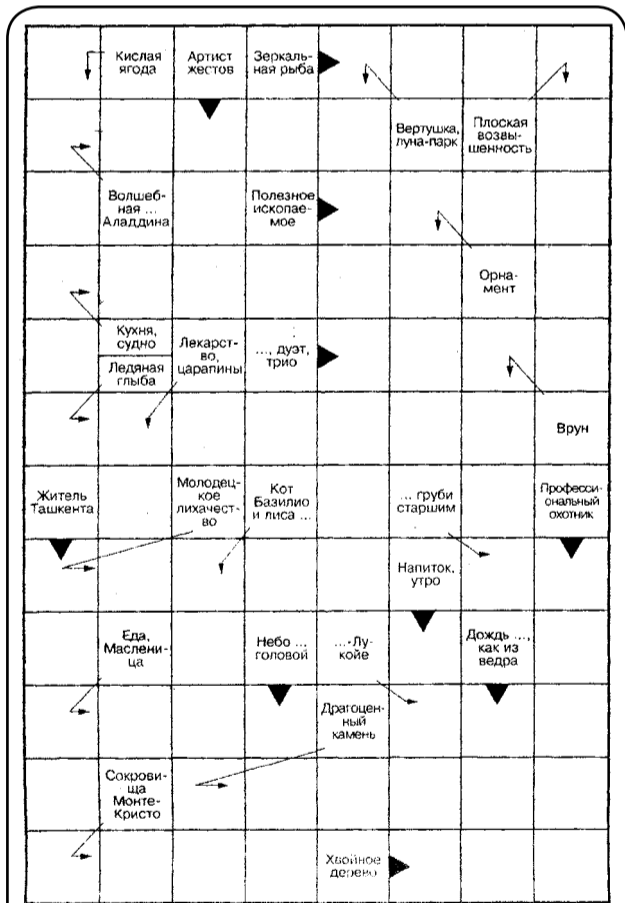 Кислая
ягода
Артист
жестов
Зеркаль-
ная рыба
Вертушка,
луна-парк
Плоская
возвы-
шенность
Волшеб-
ная ...
Аладдина
Полезное
ископае-
мое
Орна-
мент
Кухня,
судно
Ледяная
глыба
Лекарст-
во,
царапины
..., дуэт,
трио
Врун
Житель
Ташкента
Молодец-
кое
лихачест-
во
Кот
Базилио
и лиса ...
... груби
старшим
Професси-
ональный
охотник
Напиток,
утро
Еда,
Маслени-
ца
Небо ...
головой
...-Лу-
койе
Дождь ...,
как из
ведра
Драгоцен-
ный
камень
Сокрови-
ща
Монте-
Кристо
Хвойное
дерево